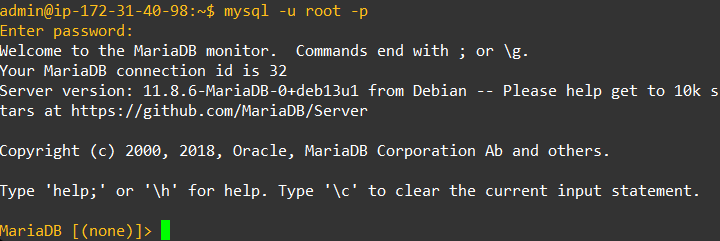 admin@ip-172-31-40-98:~$ mysql -u root -p
Enter password:
Welcome to the MariaDB monitor.  Commands end with ; or \g.
Your MariaDB connection id is 32
Server version: 11.8.6-MariaDB-0+deb13u1 from Debian -- Please help get to 10k s
tars at https://github.com/MariaDB/Server
Copyright (c) 2000, 2018, Oracle, MariaDB Corporation Ab and others.
Type 'help;' or '\h' for help. Type '\c' to clear the current input statement.
MariaDB [(none)]>